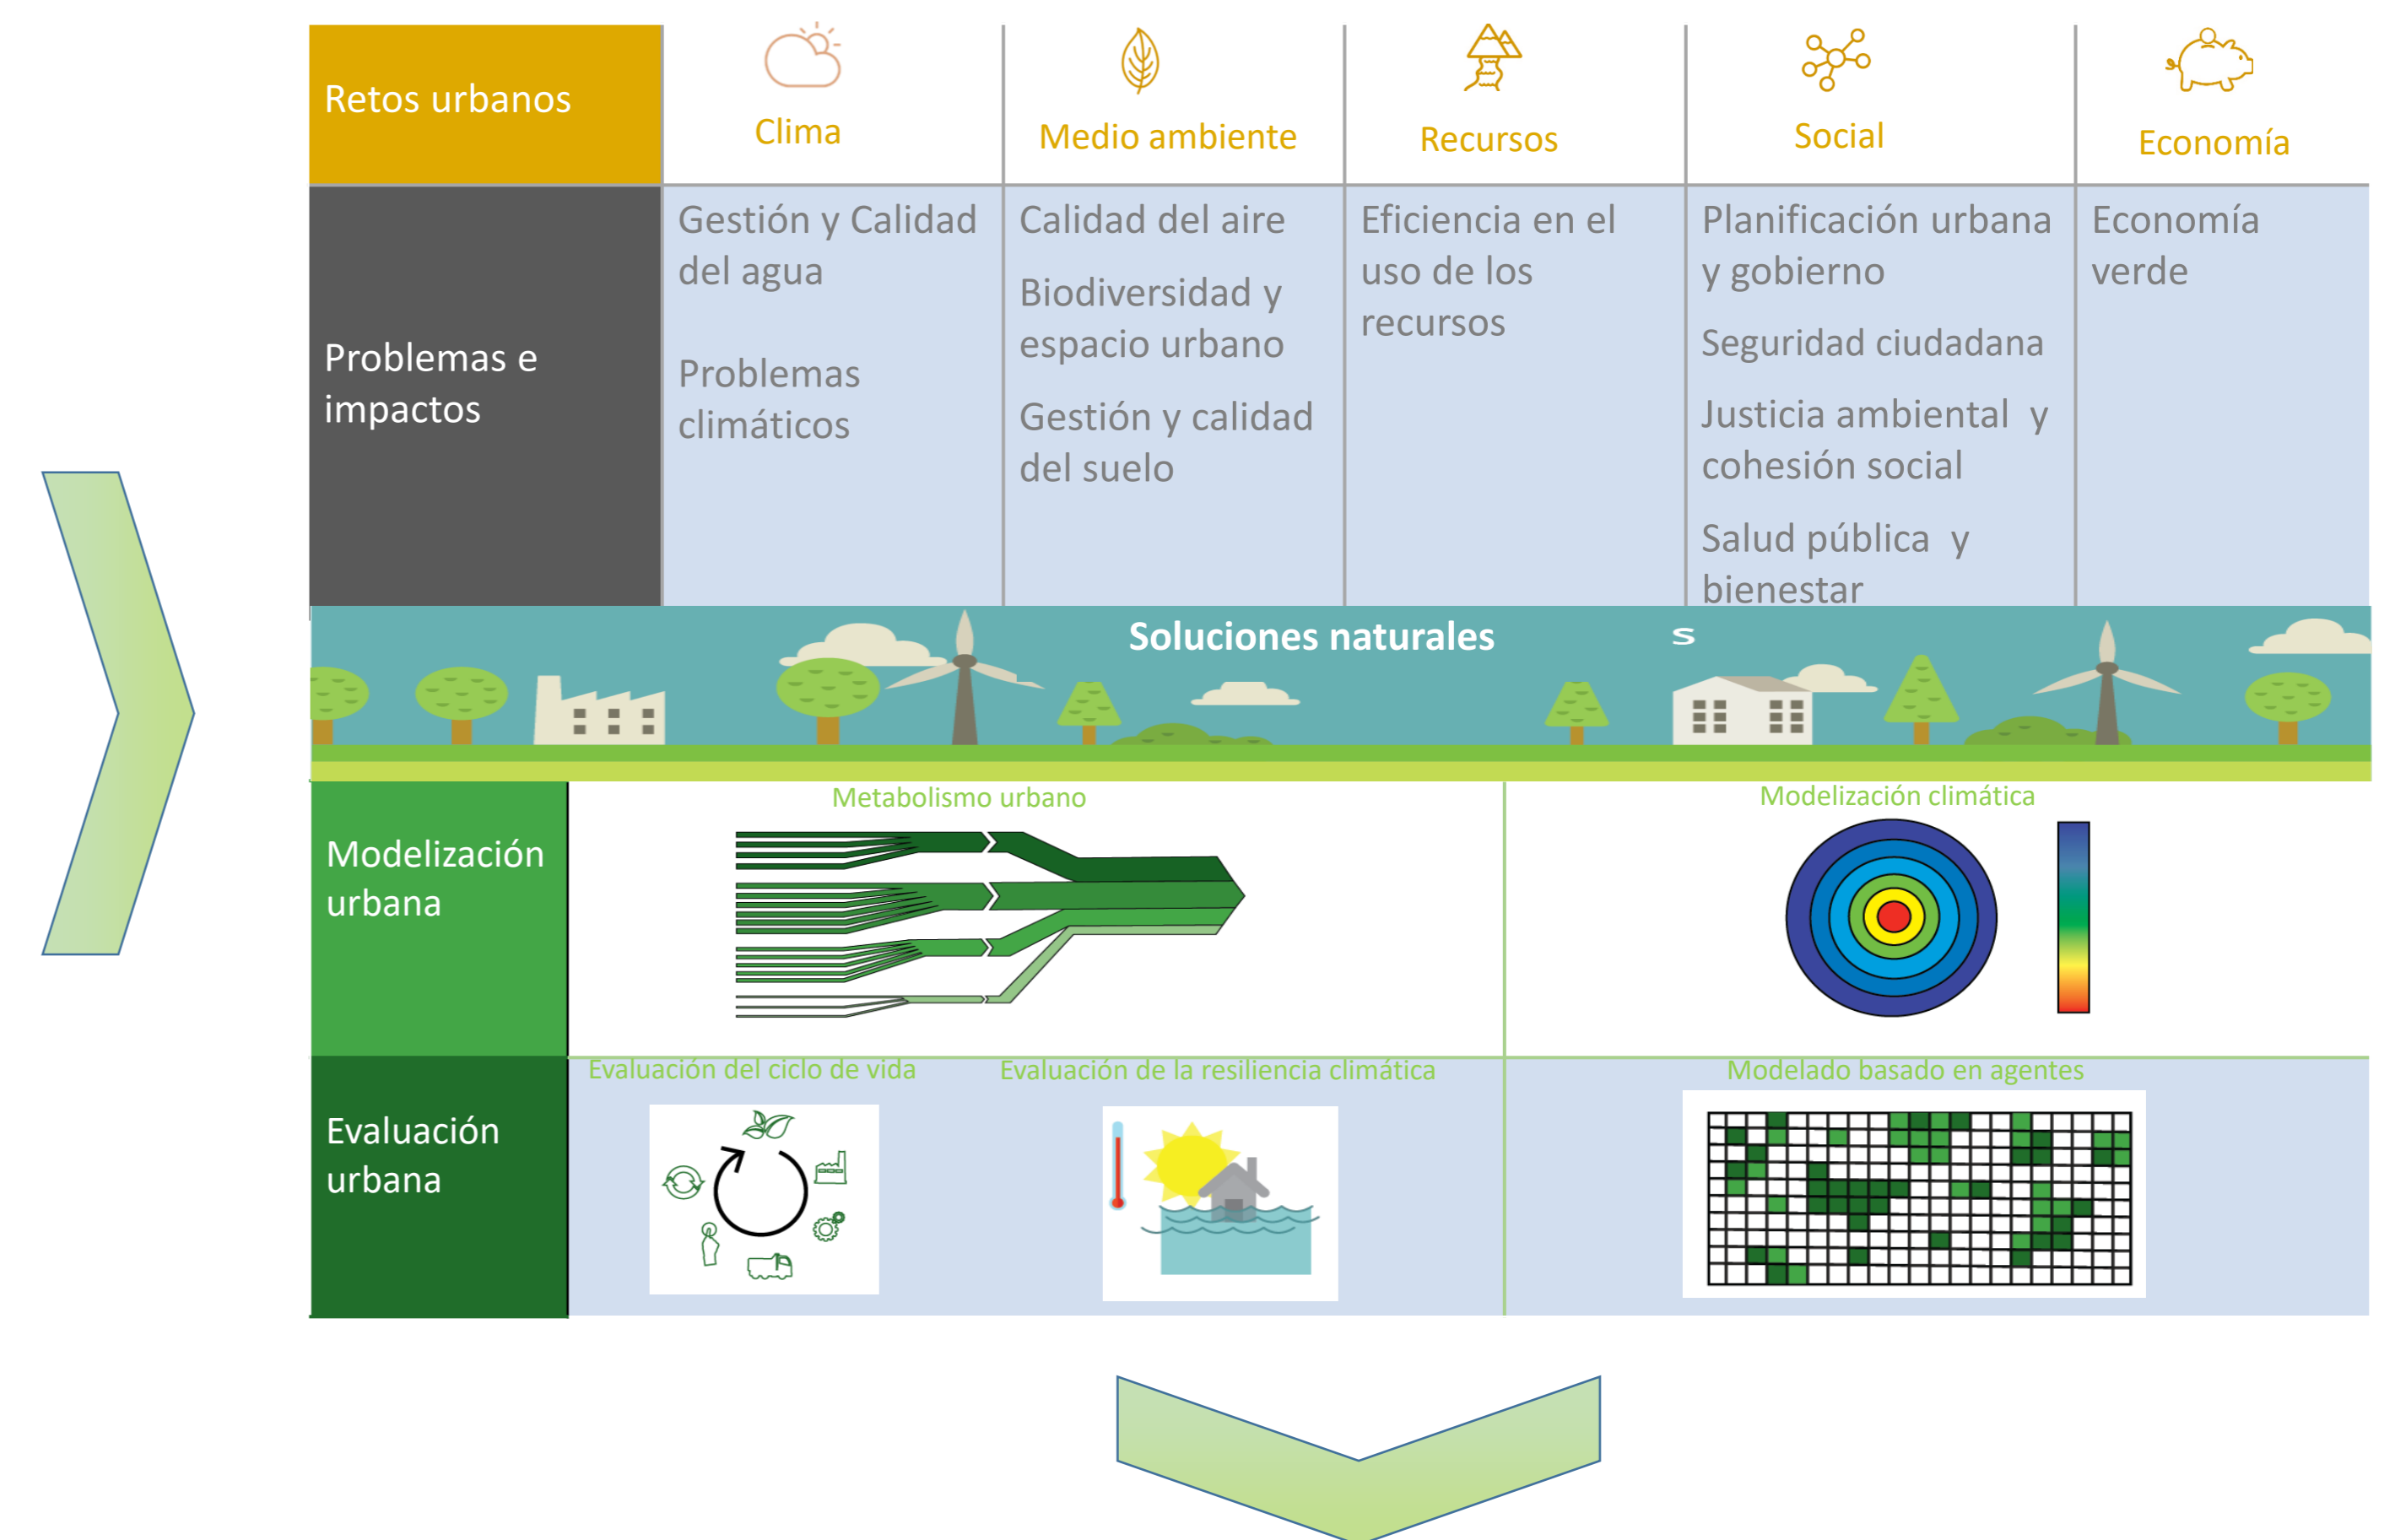 Retos urbanos
Clima
Medio ambiente
Recursos
Social
Economía
Problemas e
impactos
Gestión y Calidad
del agua
Problemas
climáticos
Calidad del aire
Biodiversidad y
espacio urbano
Gestión y calidad
del suelo
Eficiencia en el
uso de los
recursos
Planificación urbana
y gobierno
Seguridad ciudadana
Justicia ambiental y
cohesión social
Salud pública y
bienestar
Economía
verde
Soluciones naturales
s
Modelización
urbana
Metabolismo urbano
Modelización climática
Evaluación
urbana
Evaluación del ciclo de vida
Evaluación de la resiliencia climática
Modelado basado en agentes